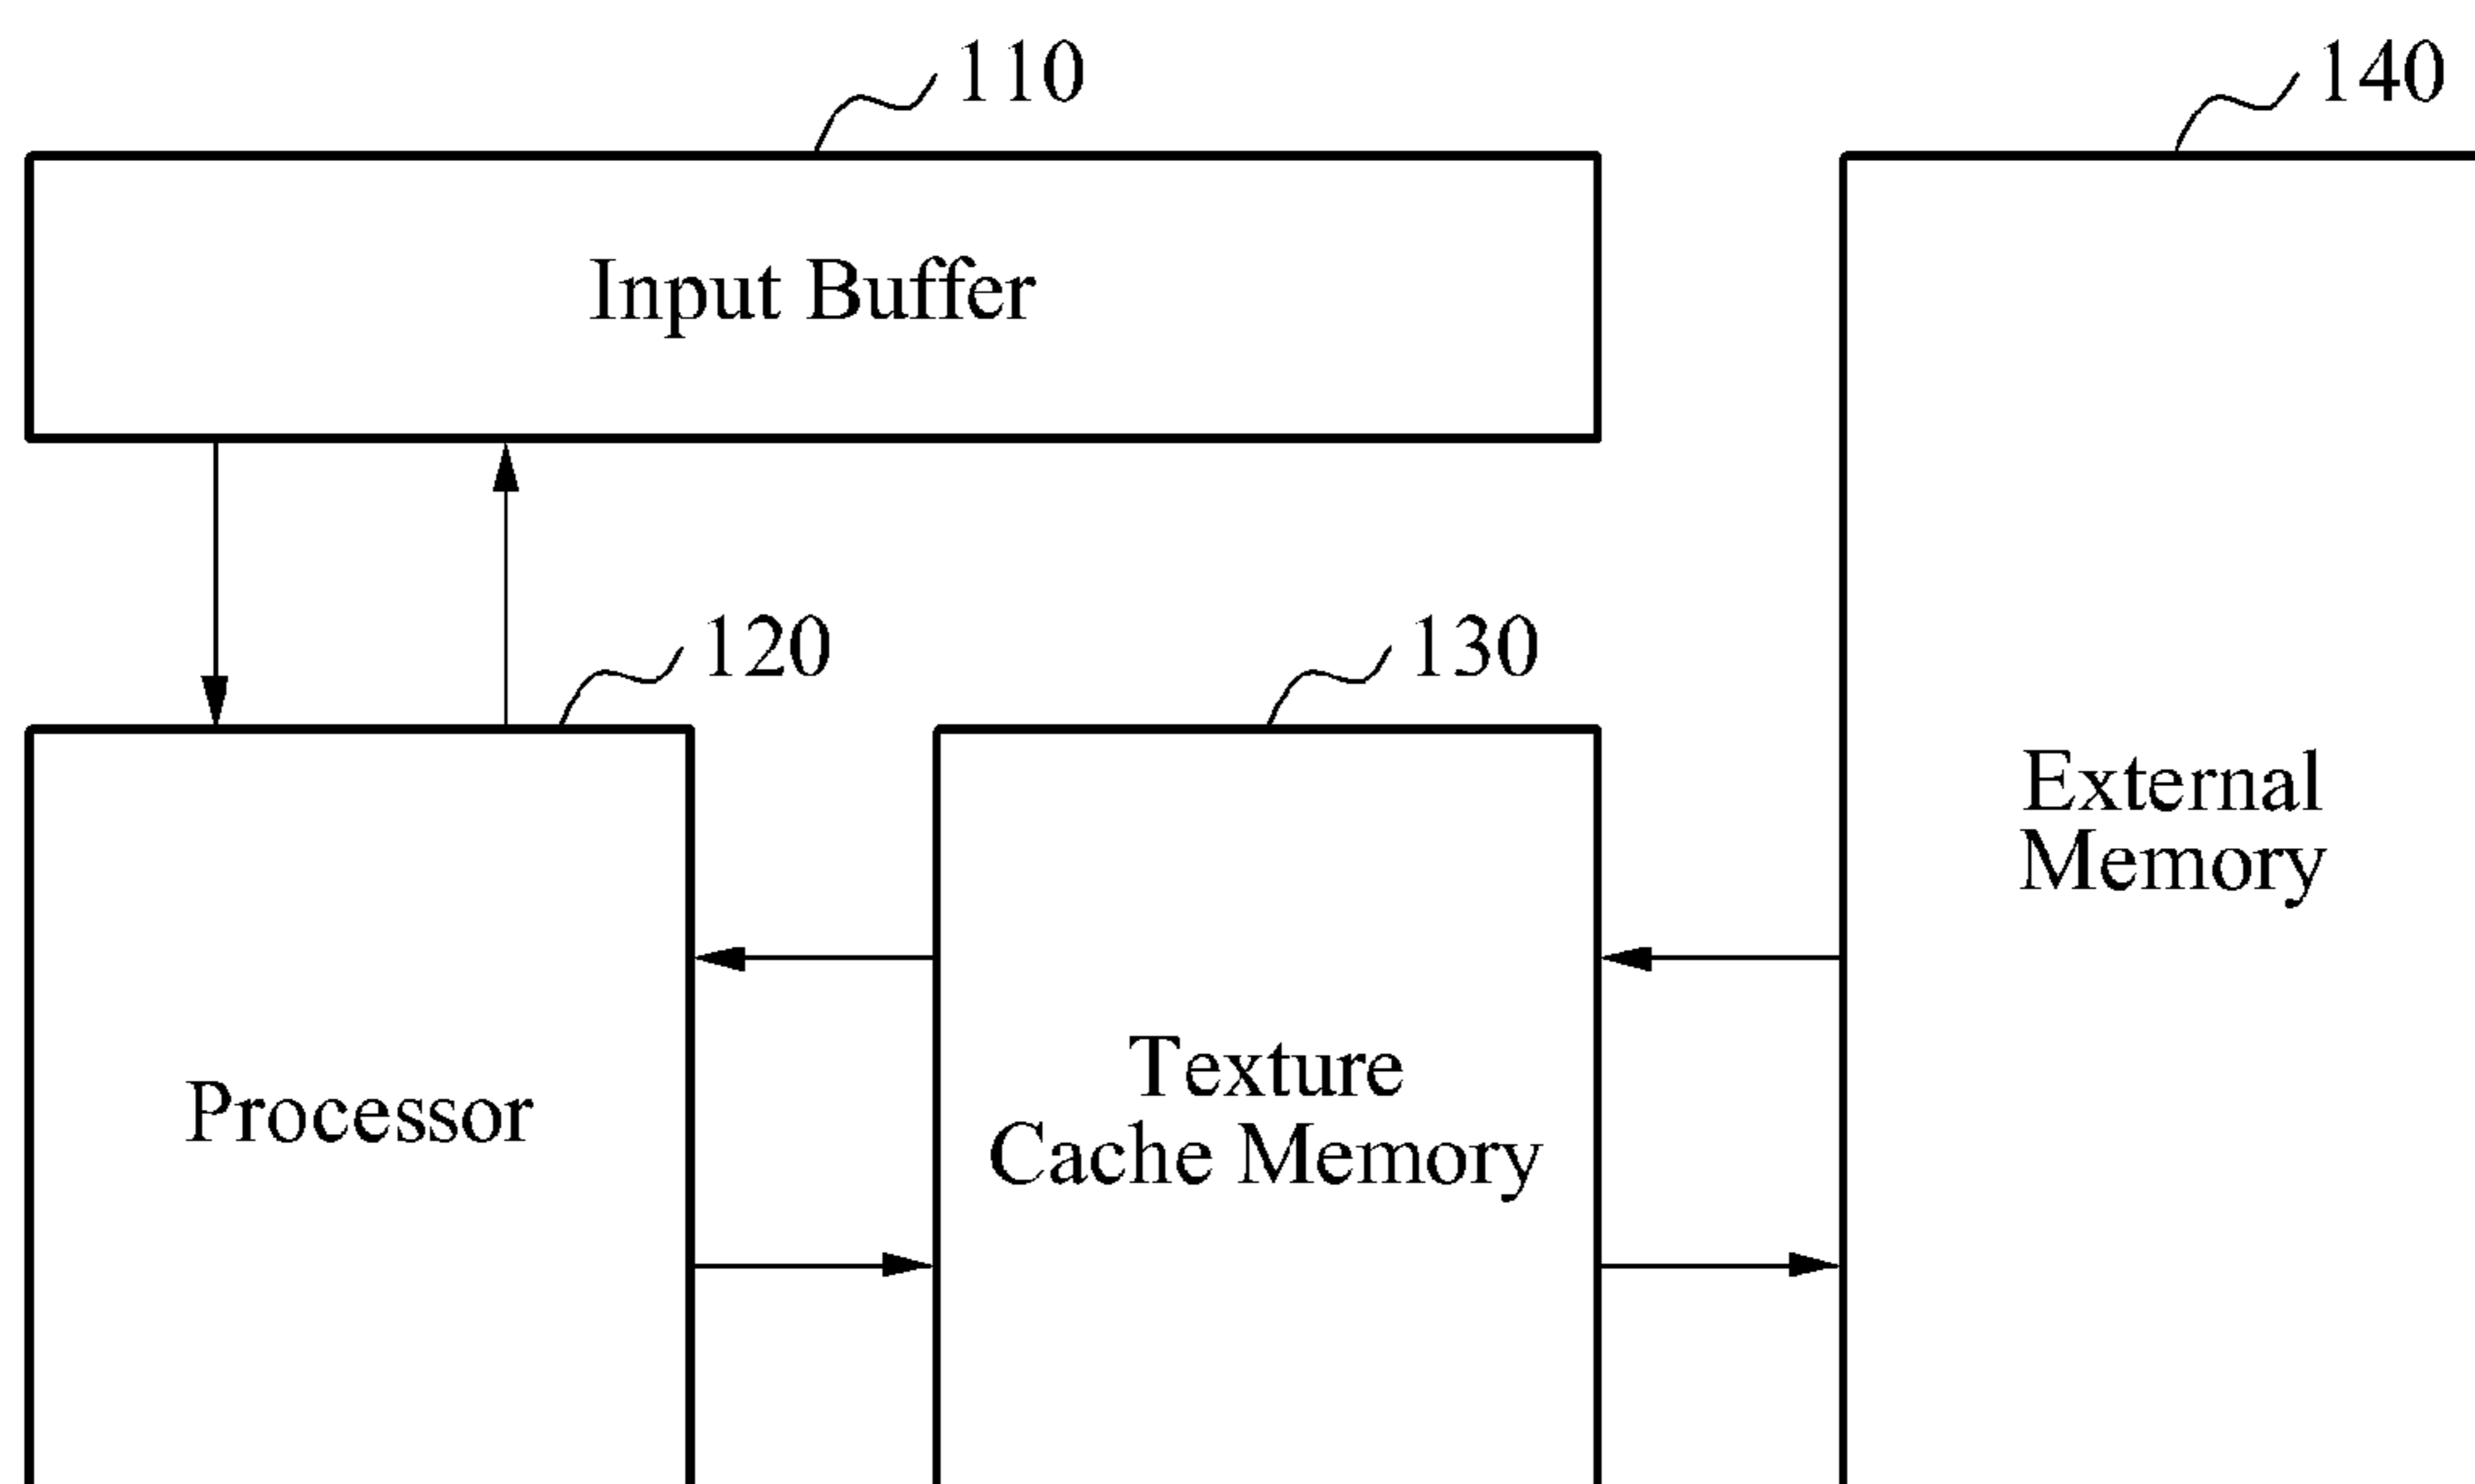 110
140
Input Buffer
120
130
External
Memory
Processor
Texture
Cache Memory